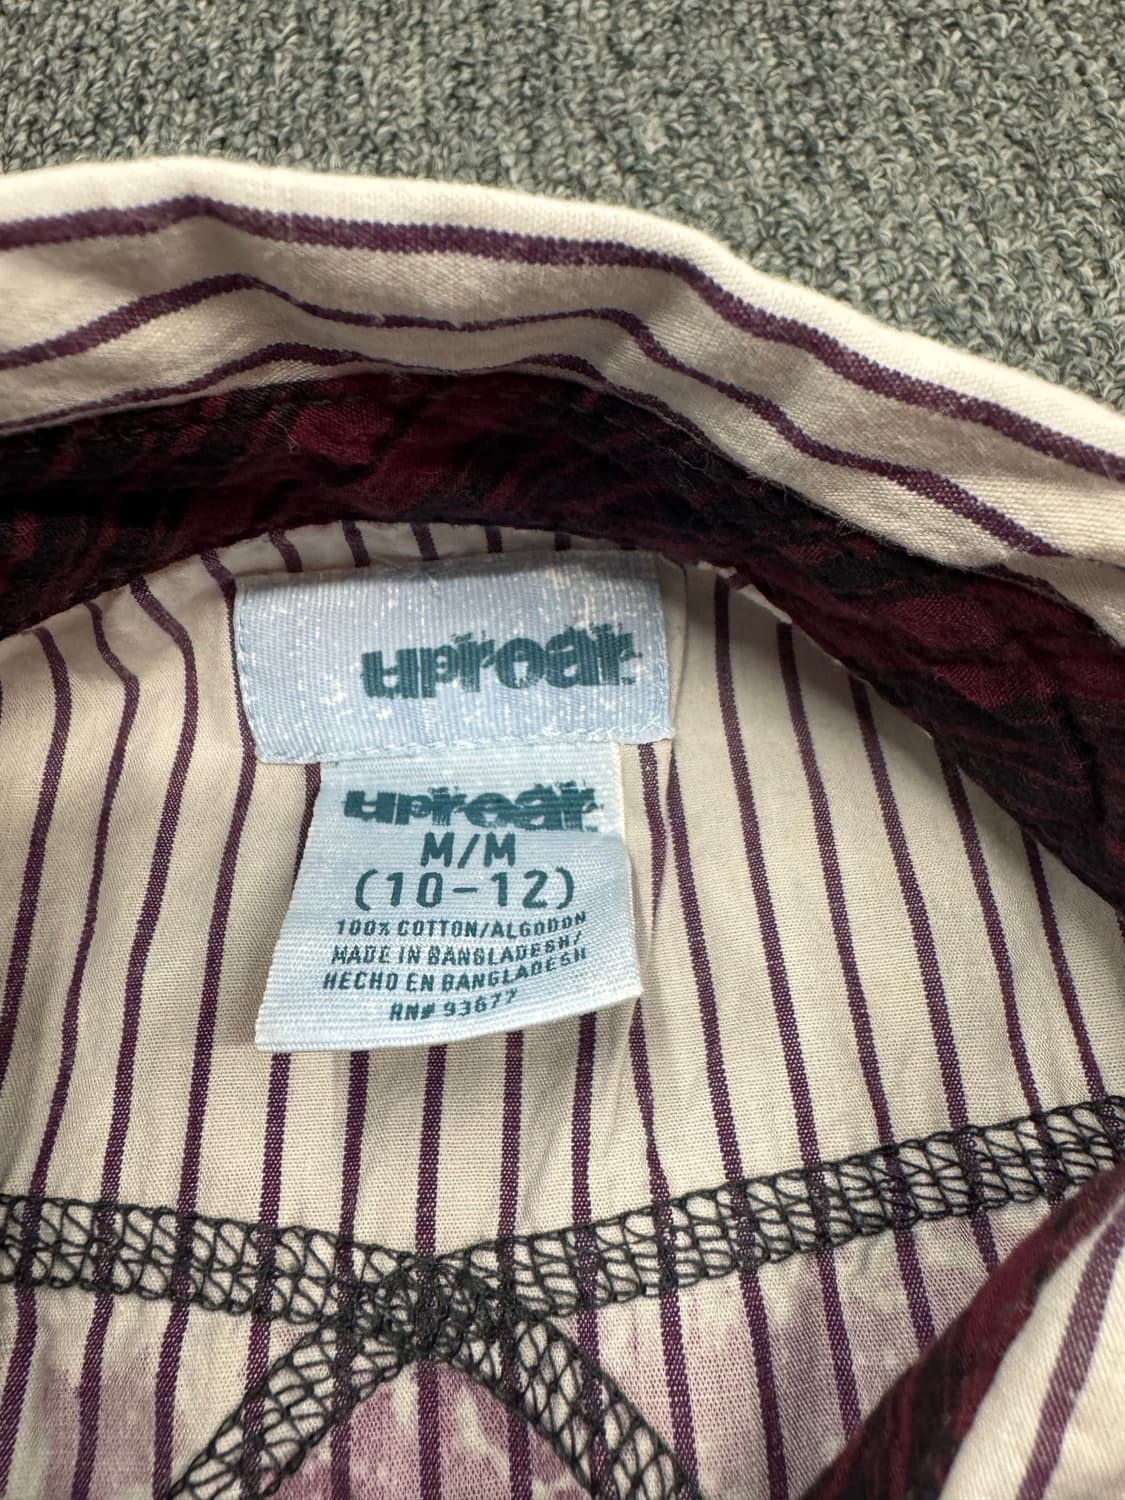 uproar
uproar
M/M
(10-12)
100% COTTON/ALGODON
MADE IN BANGLADESH/
HECHO EN BANGLADESH
RN# 93677